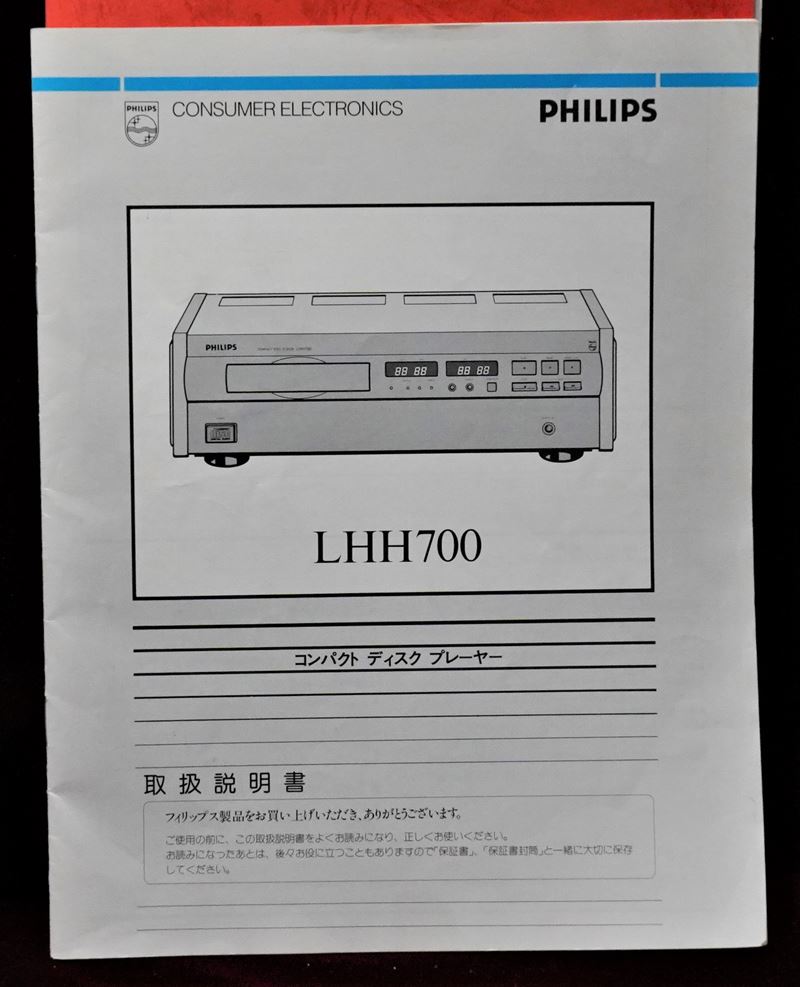 PHILIPS
CONSUMER ELECTRONICS
PHILIPS
PHILIPS
88 88
88 88
LHH700
コンパクト ディスク プレーヤー
取扱説明書
フィリップス製品をお買い上げいただき、ありがとうございます。
ご使用の前に、この取扱説明書をよくお読みになり、正しくお使いください。
お読みになったあとは、後々お役に立つこともありますので「保証書」、「保証書封筒」と一緒に大切に保存
してください。